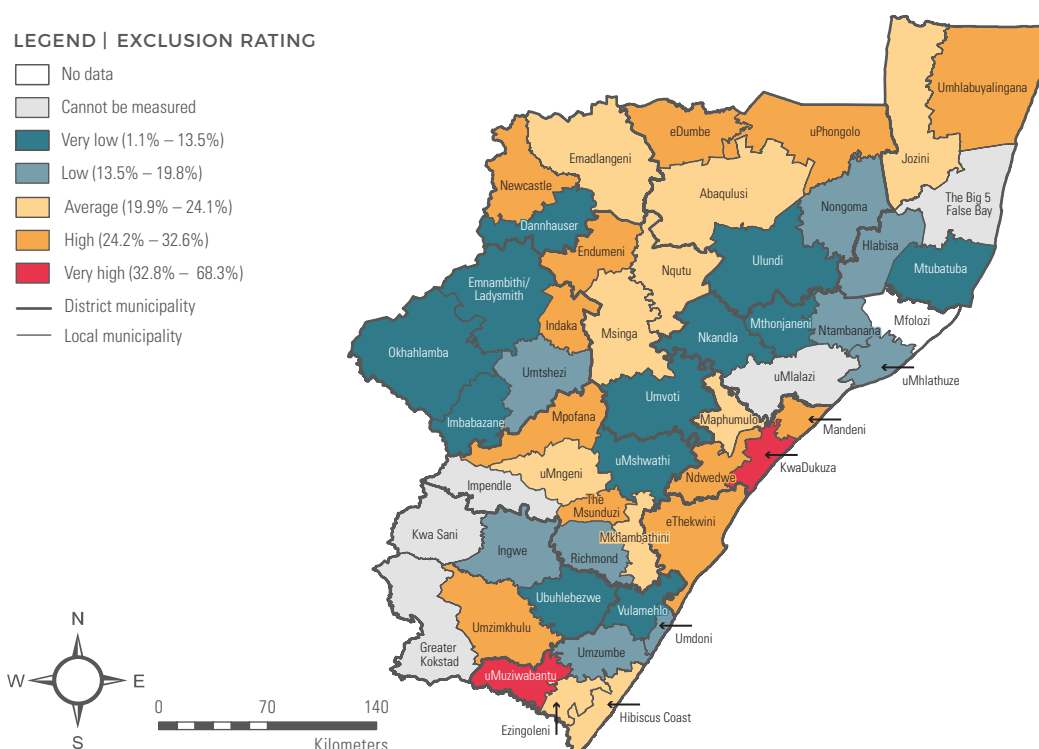 LEGEND | EXCLUSION RATING
No data
Cannot be measured
Very low (1.1% – 13.5%)
Low (13.5% – 19.8%)
Average (19.9% – 24.1%)
High (24.2% – 32.6%)
Very high (32.8% – 68.3%)
District municipality
Local municipality
Umhlabuyalingana
eDumbe
uPhongolo
Emadlangeni
Jozini
Newcastle
Abaqulusi
The Big 5
False Bay
Nongoma
Dannhauser
Hlabisa
Endumeni
Nqutu
Ulundi
Mtubatuba
Emnambithi/
Ladysmith
Mfolozi
Indaka
Msinga
Nkandla
Mthonjaneni
Ntambanana
Okhahlamba
Umtshezi
uMlalazi
uMhlathuze
Umvoti
Imbabazane
Mpofana
Maphumulo
Mandeni
uMshwathi
KwaDukuza
uMngeni
Ndwedwe
Impendle
The
Msunduzi
eThekwini
Kwa Sani
Mkhambathini
Ingwe
Richmond
Ubuhlebezwe
Vulamehlo
Umzimkhulu
Umdoni
Greater
Kokstad
Umzumbe
uMuziwabantu
Hibiscus Coast
Ezingoleni
N
W
E
S
0
70
140
Kilometers